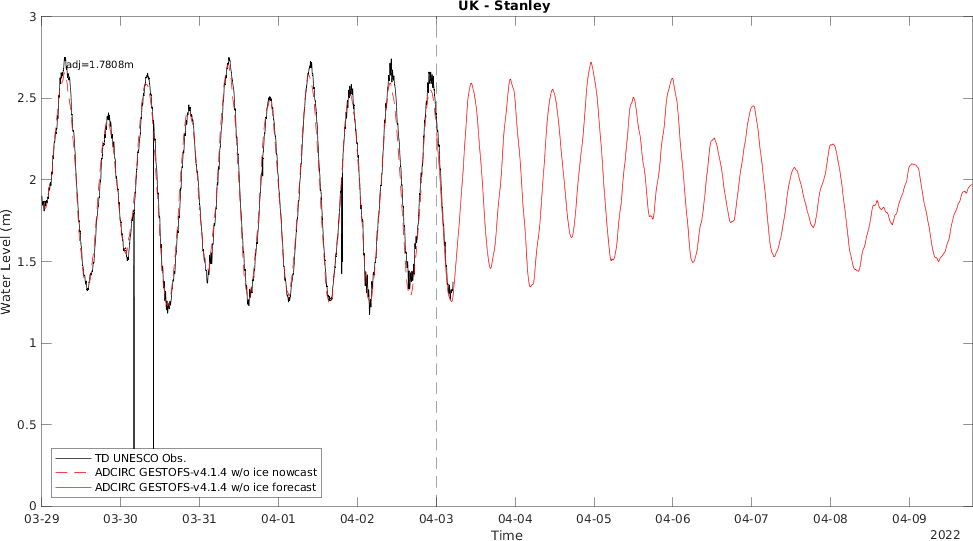 UK - Stanley
adj=1.7808m
3
2.5
2
1.5
1
0.5
0
Water Level (m)
TD UNESCO Obs.
ADCIRC GESTOFS-v4.1.4 w/o ice nowcast
ADCIRC GESTOFS-v4.1.4 w/o ice forecast
03-29 03-30 03-31 04-01 04-02 04-03 04-04 04-05 04-06 04-07 04-08 04-09
Time
2022